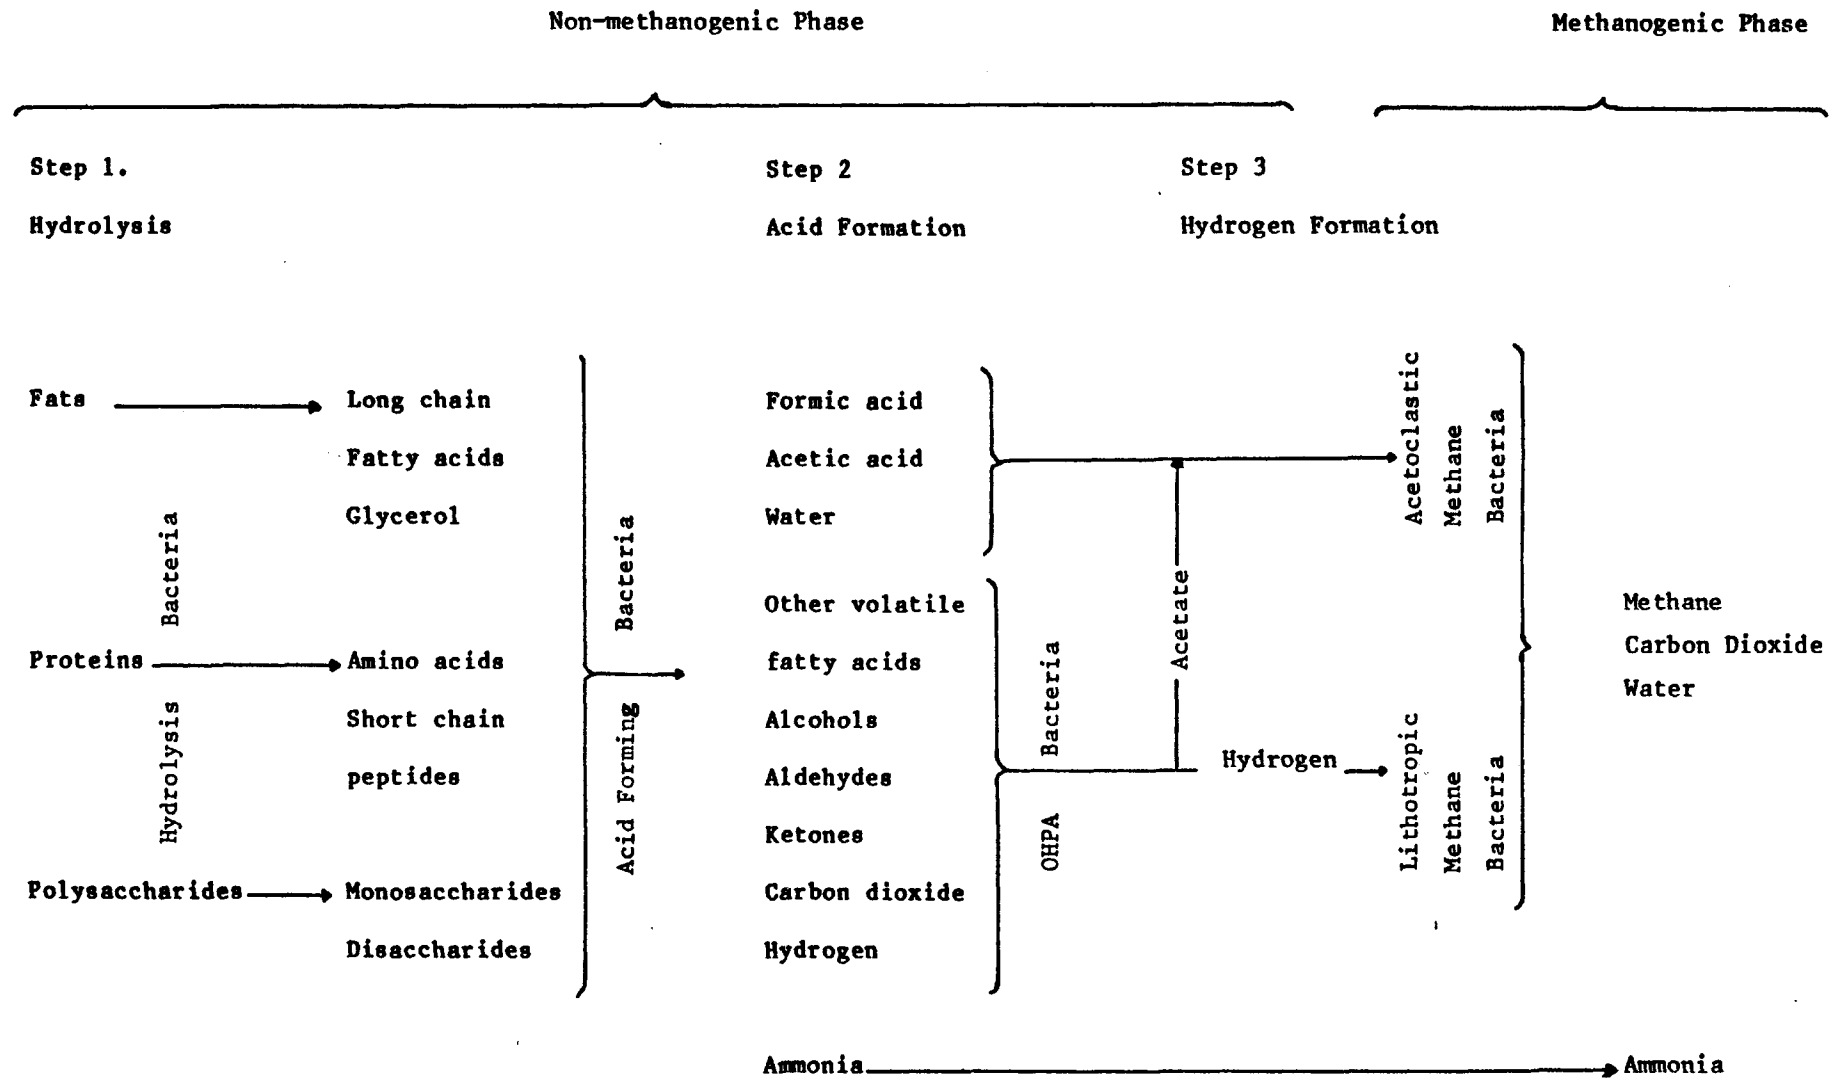 Non-methanogenic Phase
Methanogenic Phase
Step 1.
Hydrolysis
Step 2
Acid Formation
Step 3
Hydrogen Formation
Fats
Long chain
Fatty acids
Glycerol
Proteins
Amino acids
Short chain
peptides
Polysaccharides
Monosaccharides
Disaccharides
Hydrolysis Bacteria
Acid Forming Bacteria
Formic acid
Acetic acid
Water
Other volatile
fatty acids
Alcohols
Aldehydes
Ketones
Carbon dioxide
Hydrogen
OHPA Bacteria
Acetate
Hydrogen
Acetoclastic
Methane
Bacteria
Lithotropic
Methane
Bacteria
Methane
Carbon Dioxide
Water
Ammonia
Ammonia